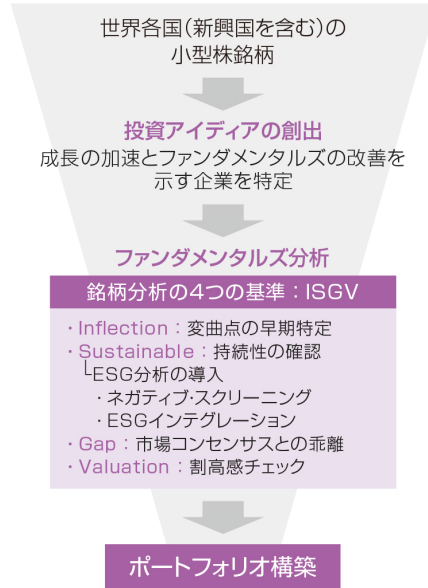 世界各国(新興国を含む)の
小型株銘柄
投資アイディアの創出
成長の加速とファンダメンタルズの改善を
示す企業を特定
ファンダメンタルズ分析
銘柄分析の4つの基準：ISGV
・Inflection：変曲点の早期特定
・Sustainable：持続性の確認
└ESG分析の導入
・ネガティブ・スクリーニング
・ESGインテグレーション
・Gap：市場コンセンサスとの乖離
・Valuation：割高感チェック
ポートフォリオ構築